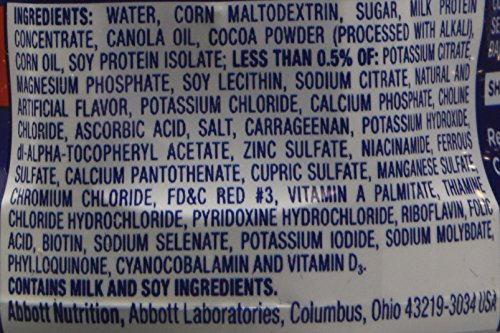 INGREDIENTS: WATER, CORN MALTODEXTRIN, SUGAR, MILK PROTEIN
CONCENTRATE, CANOLA OIL, COCOA POWDER (PROCESSED WITH ALKALI),
CORN OIL, SOY PROTEIN ISOLATE; LESS THAN 0.5% OF: POTASSIUM CITRATE,
MAGNESIUM PHOSPHATE, SOY LECITHIN, SODIUM CITRATE, NATURAL AND
ARTIFICIAL FLAVOR, POTASSIUM CHLORIDE, CALCIUM PHOSPHATE, CHOLINE
CHLORIDE, ASCORBIC ACID, SALT, CARRAGEENAN, POTASSIUM HYDROXIDE,
dl-ALPHA-TOCOPHERYL ACETATE, ZINC SULFATE, NIACINAMIDE, FERROUS
SULFATE, CALCIUM PANTOTHENATE, CUPRIC SULFATE, MANGANESE SULFATE,
CHROMIUM CHLORIDE, FD&C RED #3, VITAMIN A PALMITATE, THIAMINE
CHLORIDE HYDROCHLORIDE, PYRIDOXINE HYDROCHLORIDE, RIBOFLAVIN, FOLIC
ACID, BIOTIN, SODIUM SELENATE, POTASSIUM IODIDE, SODIUM MOLYBDATE,
PHYLLOQUINONE, CYANOCOBALAMIN AND VITAMIN D3.
CONTAINS MILK AND SOY INGREDIENTS.
Abbott Nutrition, Abbott Laboratories, Columbus, Ohio 43219-3034 USA